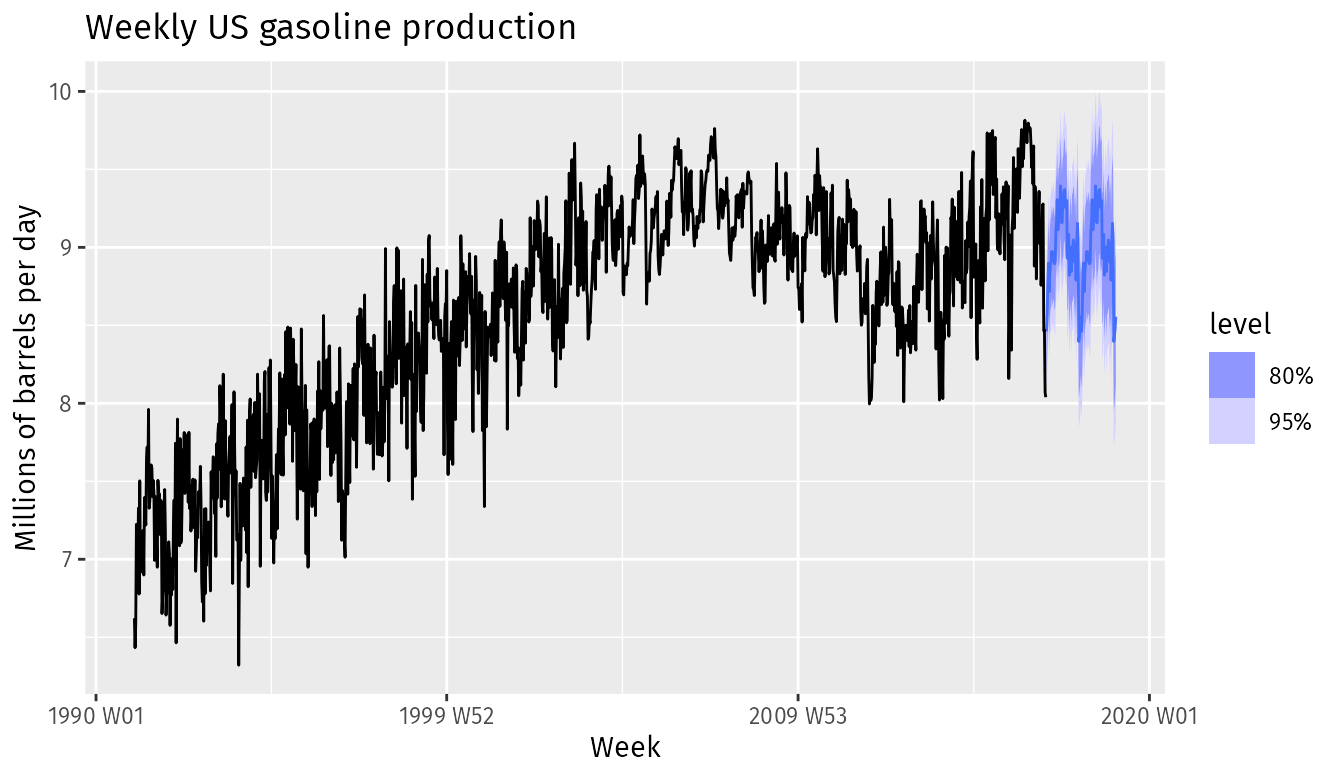 Weekly US gasoline production
Millions of barrels per day
10
9
8
7
1990 W01
1999 W52
2009 W53
2020 W01
Week
level
80%
95%